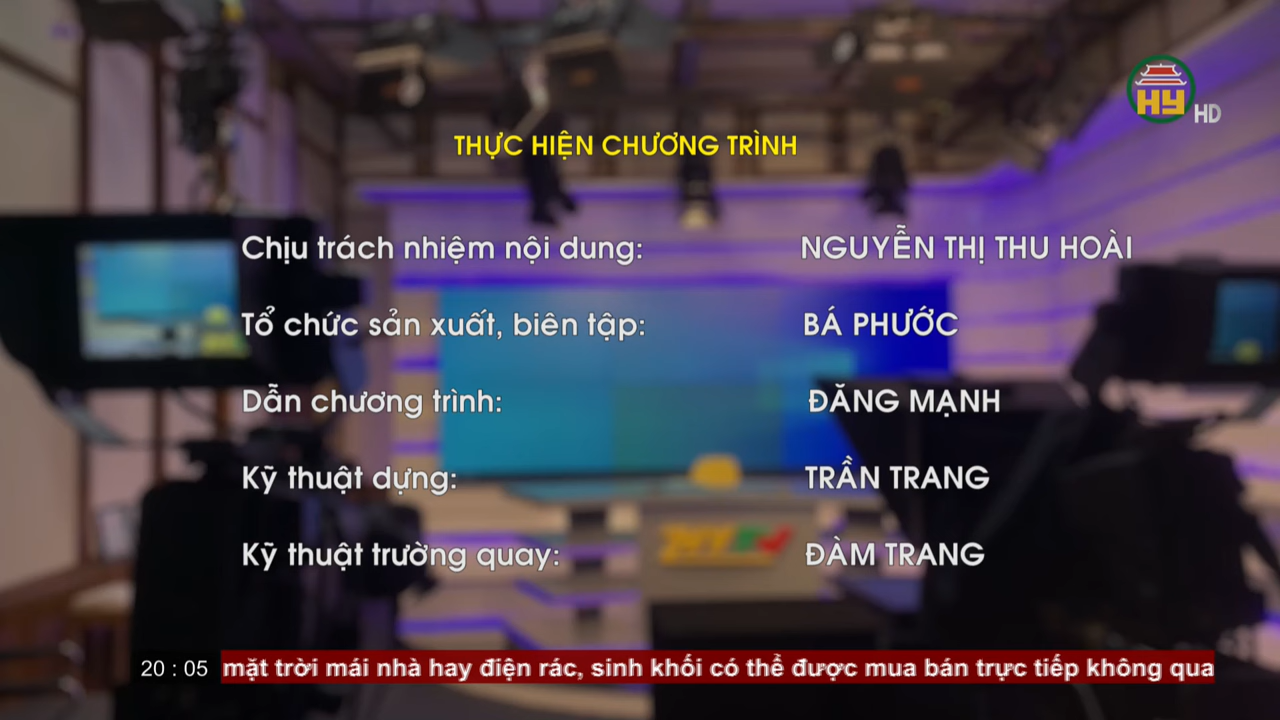 HY HD
THỰC HIỆN CHƯƠNG TRÌNH
Chịu trách nhiệm nội dung: NGUYỄN THỊ THU HOÀI
Tổ chức sản xuất, biên tập: BÁ PHƯỚC
Dẫn chương trình: ĐĂNG MẠNH
Kỹ thuật dựng: TRẦN TRANG
Kỹ thuật trường quay: ĐÀM TRANG
20 : 05 mặt trời mái nhà hay điện rác, sinh khối có thể được mua bán trực tiếp không qua